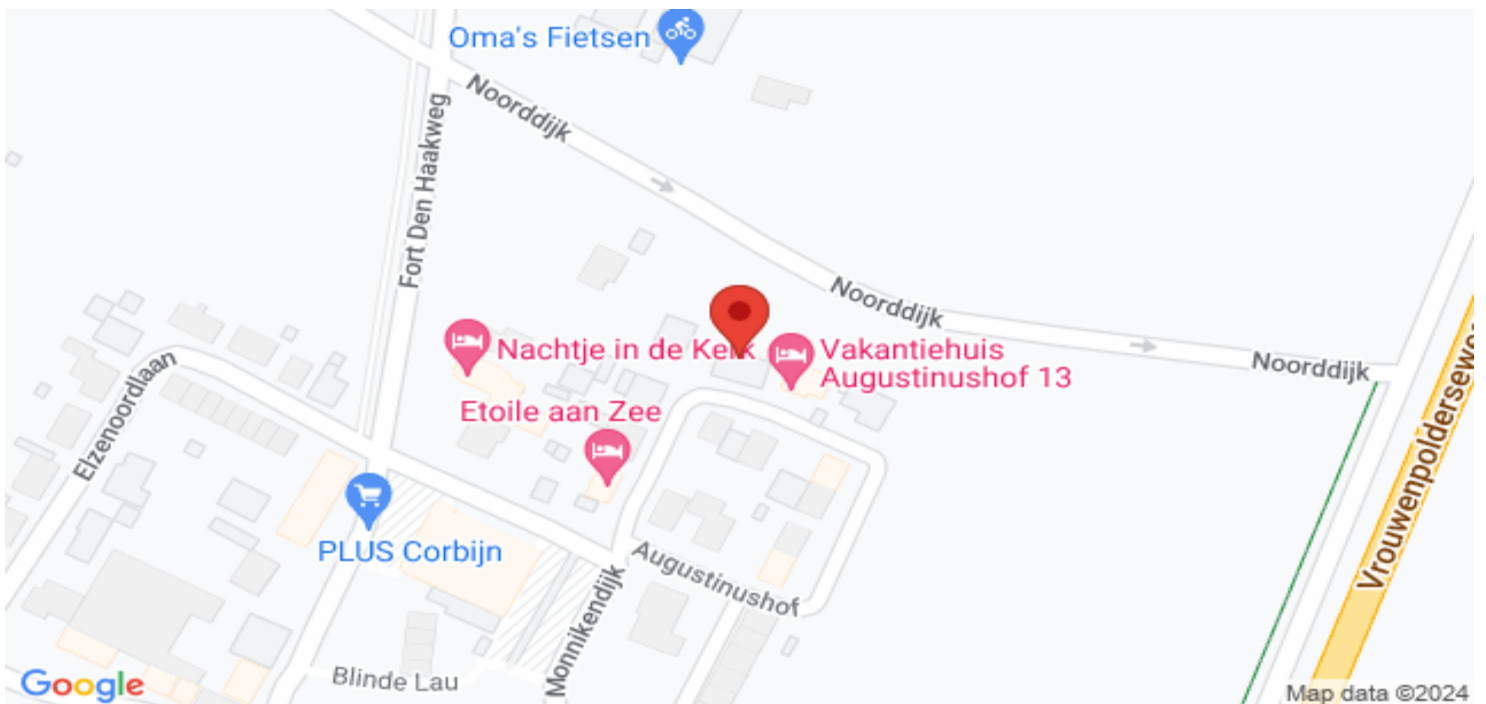 Oma's Fietsen
Noorddijk
Fort Den Haakweg
Noorddijk
Nachtje in de Kerk
Vakantiehuis
Augustinushof 13
Noorddijk
Elzenoordlaan
Etoile aan Zee
PLUS Corbijn
Augustinushof
Monnikendijk
Blinde Lau
Google
Map data ©2024